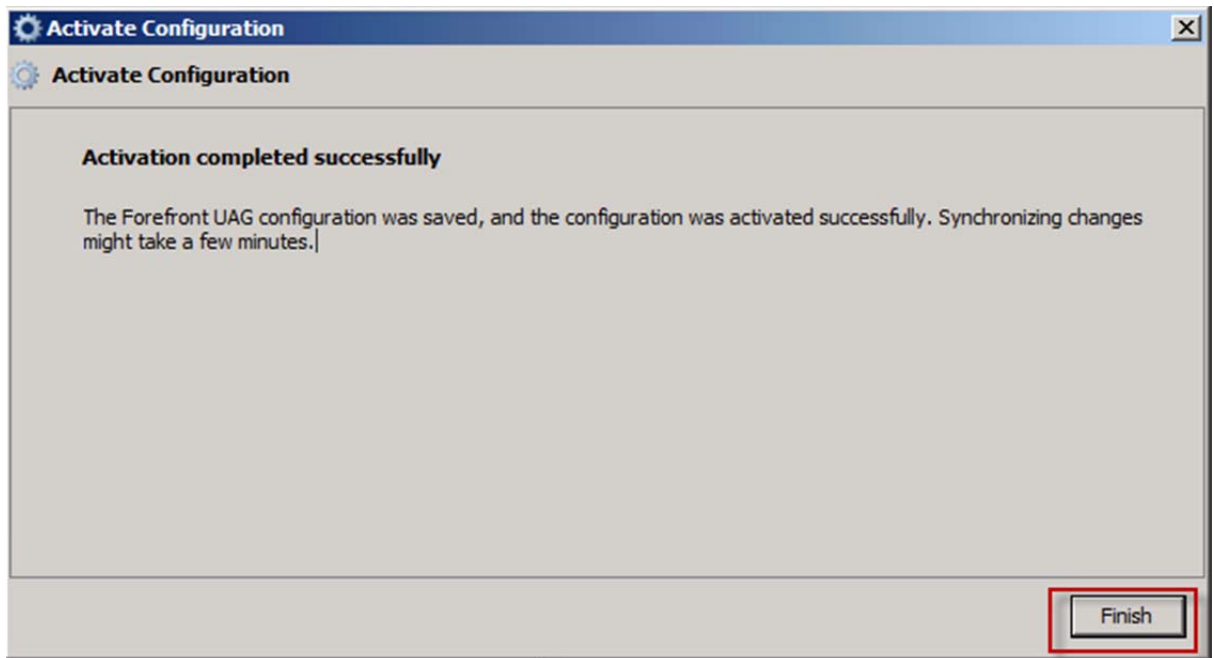 Activate Configuration
Activate Configuration
Activation completed successfully
The Forefront UAG configuration was saved, and the configuration was activated successfully. Synchronizing changes
might take a few minutes.
Finish